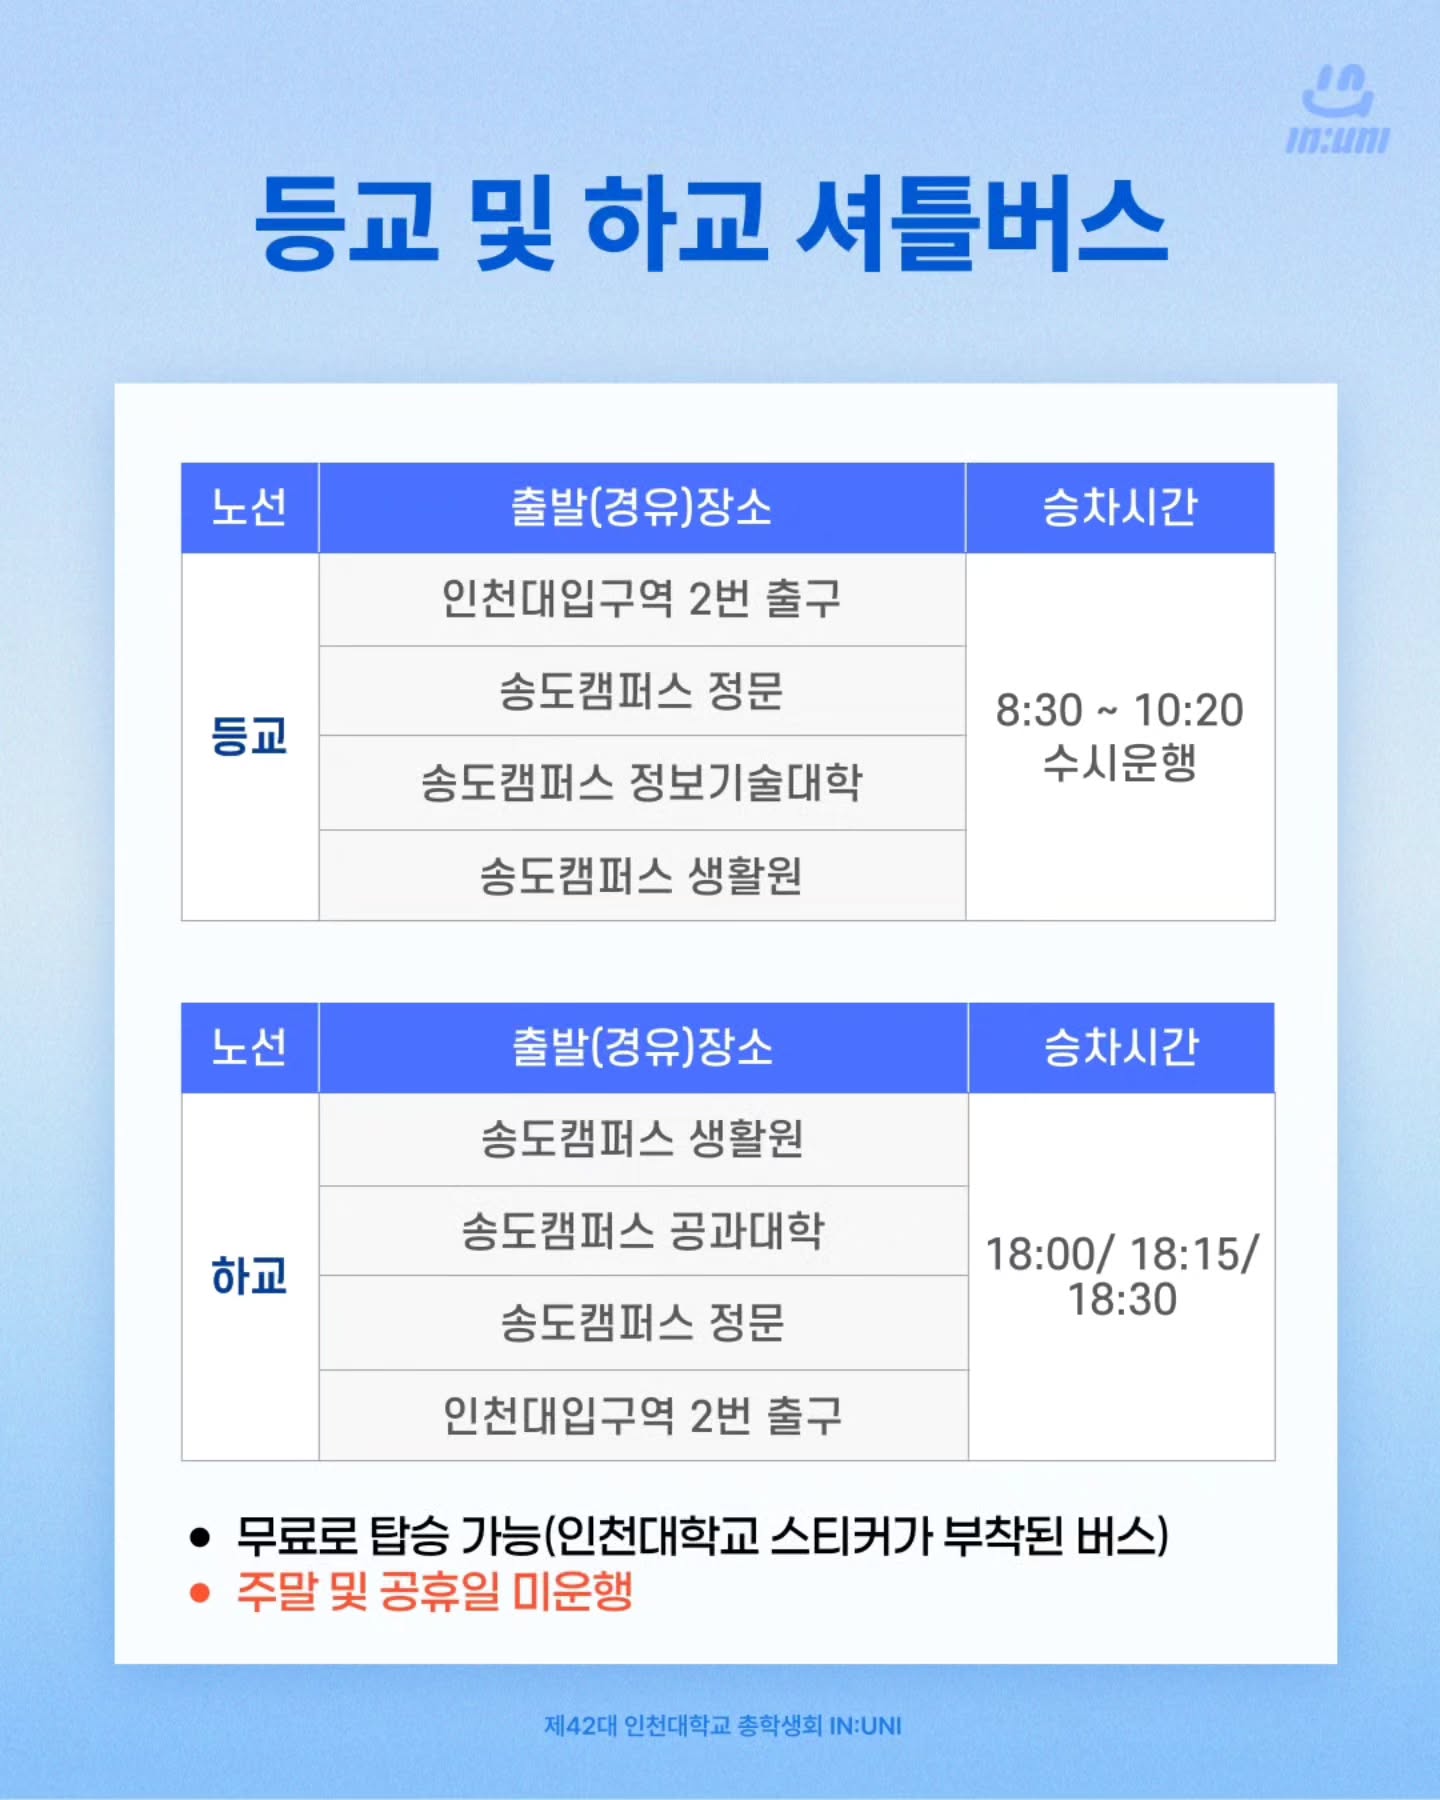 IN:UNI
등교 및 하교 셔틀버스
노선 출발(경유)장소 승차시간
등교
인천대입구역 2번 출구
송도캠퍼스 정문
송도캠퍼스 정보기술대학
송도캠퍼스 생활원
8:30 ~ 10:20
수시운행
노선 출발(경유)장소 승차시간
하교
송도캠퍼스 생활원
송도캠퍼스 공과대학
송도캠퍼스 정문
인천대입구역 2번 출구
18:00/ 18:15/
18:30
● 무료로 탑승 가능(인천대학교 스티커가 부착된 버스)
● 주말 및 공휴일 미운행
제42대 인천대학교 총학생회 IN:UNI